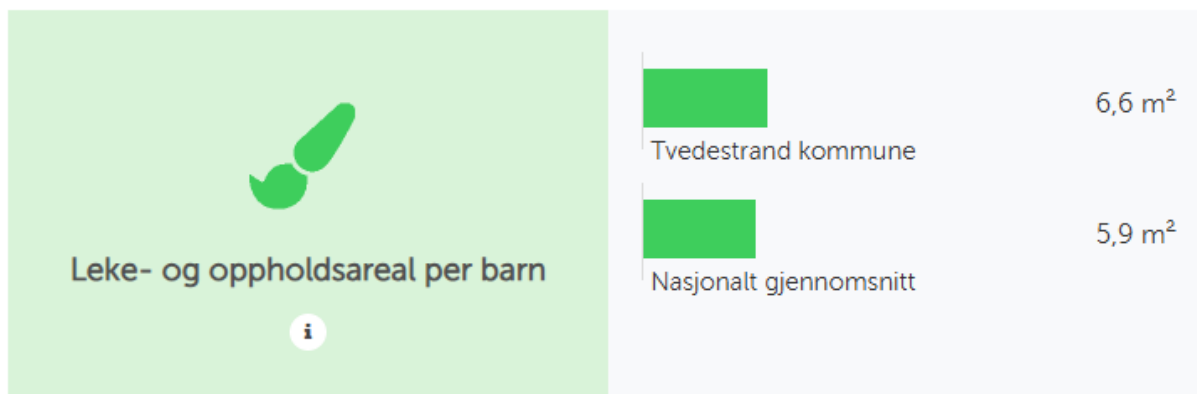 Leke- og oppholdsareal per barn
i
6,6 m²
Tvedestrand kommune
5,9 m²
Nasjonalt gjennomsnitt